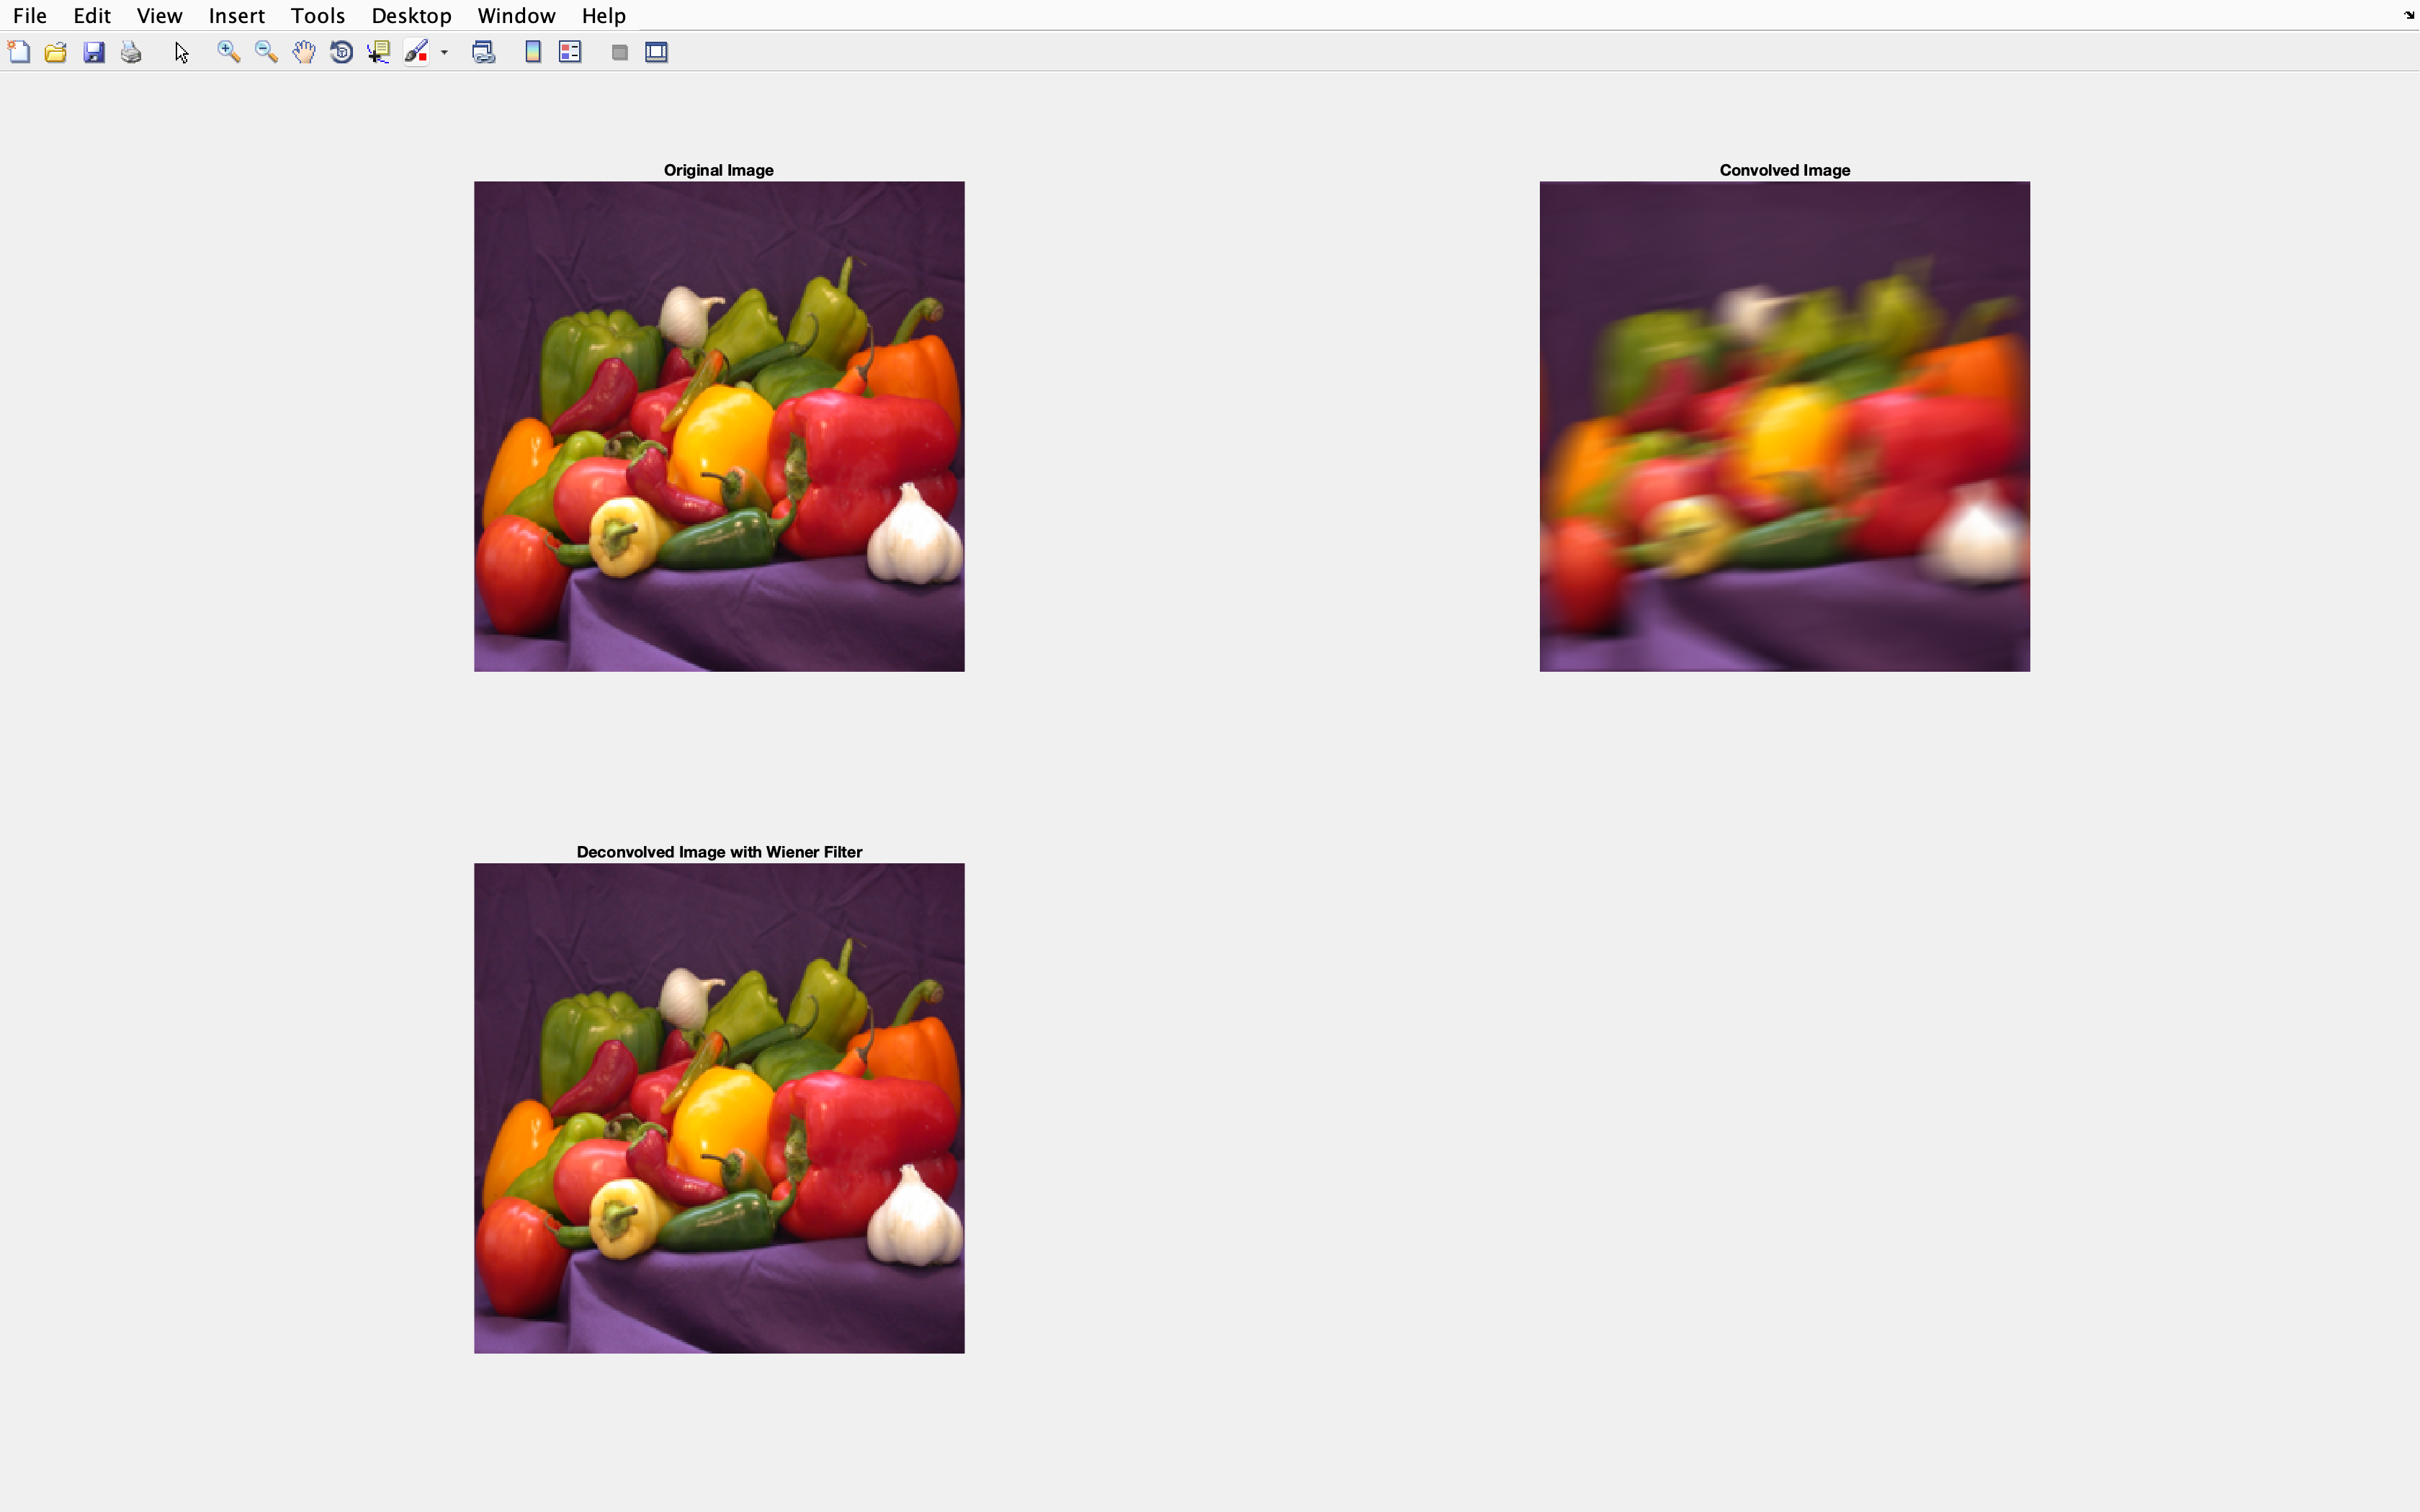 File Edit View Insert Tools Desktop Window Help
Original Image
Convolved Image
Deconvolved Image with Wiener Filter